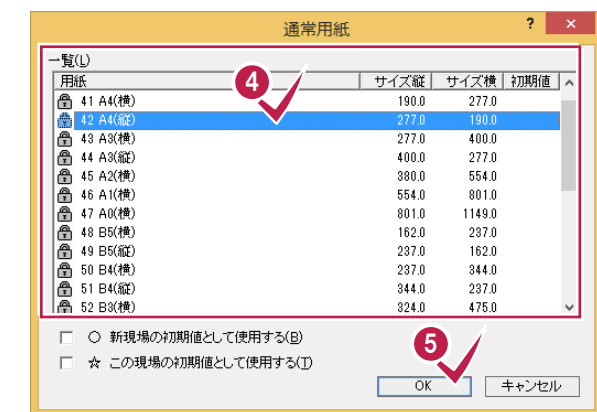 通常用紙 ? ×
一覧(L)
用紙 サイズ縦 サイズ横 初期値
4
41 A4(横) 190.0 277.0
42 A4(縦) 277.0 190.0
43 A3(横) 277.0 400.0
44 A3(縦) 400.0 277.0
45 A2(横) 380.0 554.0
46 A1(横) 554.0 801.0
47 A0(横) 801.0 1149.0
48 B5(横) 162.0 237.0
49 B5(縦) 237.0 162.0
50 B4(横) 237.0 344.0
51 B4(縦) 344.0 237.0
52 B3(横) 324.0 475.0
○ 新現場の初期値として使用する(B)
☆ この現場の初期値として使用する(T)
5
OK キャンセル